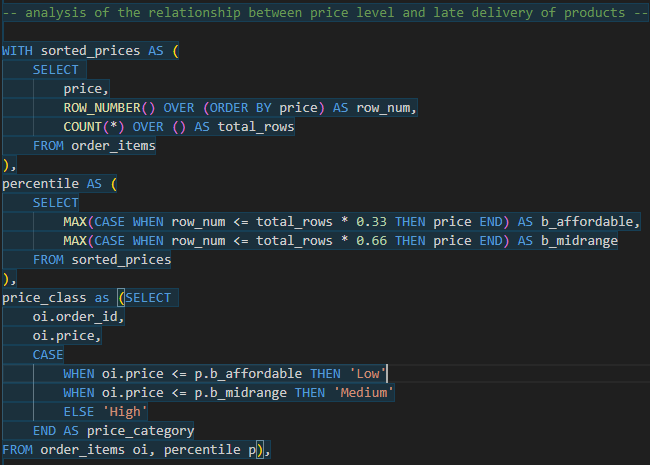 -- analysis of the relationship between price level and late delivery of products --
WITH sorted_prices AS (
    SELECT
        price,
        ROW_NUMBER() OVER (ORDER BY price) AS row_num,
        COUNT(*) OVER () AS total_rows
    FROM order_items
),
percentile AS (
    SELECT
        MAX(CASE WHEN row_num <= total_rows * 0.33 THEN price END) AS b_affordable,
        MAX(CASE WHEN row_num <= total_rows * 0.66 THEN price END) AS b_midrange
    FROM sorted_prices
),
price_class as (SELECT
    oi.order_id,
    oi.price,
    CASE
        WHEN oi.price <= p.b_affordable THEN 'Low'
        WHEN oi.price <= p.b_midrange THEN 'Medium'
        ELSE 'High'
    END AS price_category
FROM order_items oi, percentile p),